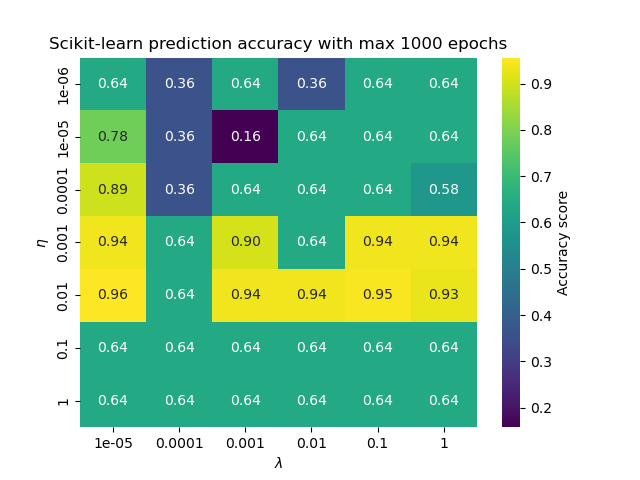 Scikit-learn prediction accuracy with max 1000 epochs
1e-06 0.64 0.36 0.64 0.36 0.64 0.64
1e-05 0.78 0.36 0.16 0.64 0.64 0.64
0.0001 0.89 0.36 0.64 0.64 0.64 0.58
0.001 0.94 0.64 0.90 0.64 0.94 0.94
0.01 0.96 0.64 0.94 0.94 0.95 0.93
0.1 0.64 0.64 0.64 0.64 0.64 0.64
1 0.64 0.64 0.64 0.64 0.64 0.64
η
1e-05 0.0001 0.001 0.01 0.1 1
λ
0.9
0.8
0.7
0.6
0.5
0.4
0.3
0.2
Accuracy score